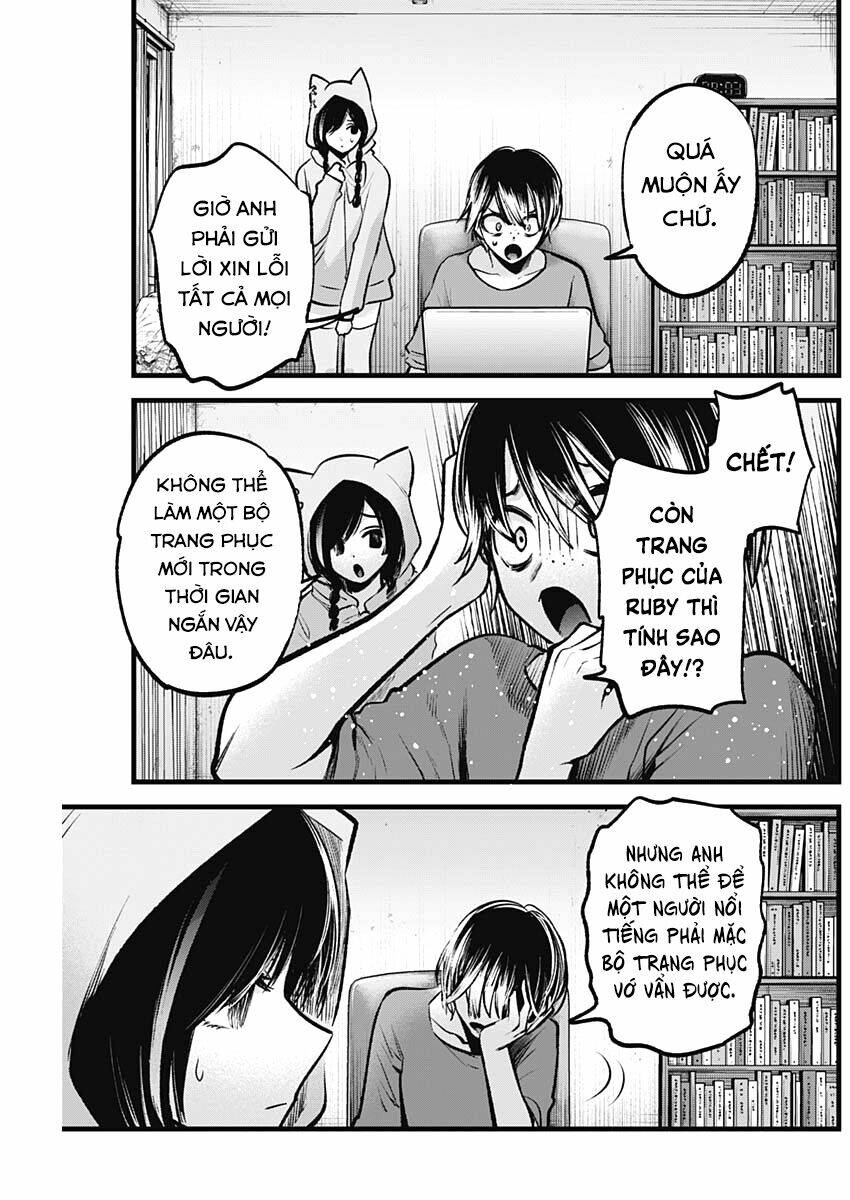 QUÁ
MUỘN ẤY
CHỨ.
GIỜ ANH
PHẢI GỬI
LỜI XIN LỖI
TẤT CẢ MỌI
NGƯỜI!
CHẾT!
CÒN
TRANG
PHỤC CỦA
RUBY THÌ
TÍNH SAO
ĐÂY!?
KHÔNG THỂ
LÀM MỘT BỘ
TRANG PHỤC
MỚI TRONG
THỜI GIAN
NGẮN VẬY
ĐÂU.
NHƯNG ANH
KHÔNG THỂ ĐỂ
MỘT NGƯỜI NỔI
TIẾNG PHẢI MẶC
BỘ TRANG PHỤC
VỚ VẨN ĐƯỢC.